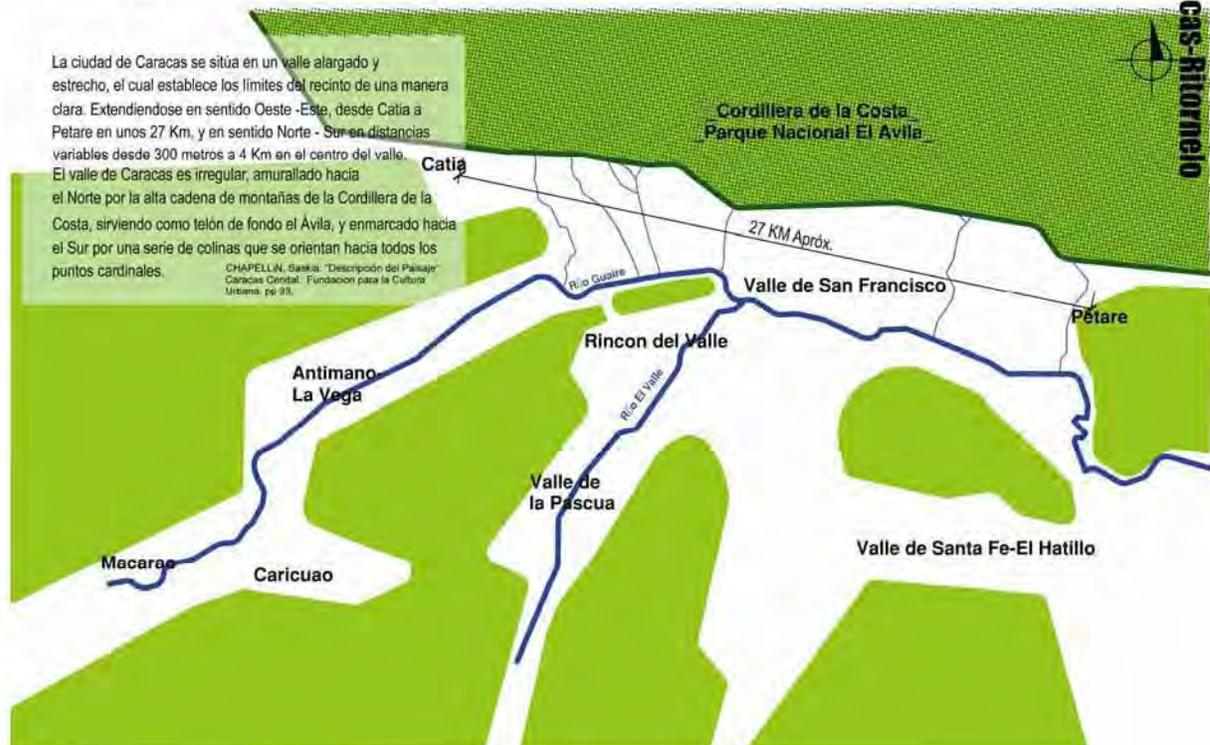 La ciudad de Caracas se sitúa en un valle alargado y
estrecho, el cual establece los límites del recinto de una manera
clara. Extendiendose en sentido Oeste -Este, desde Catia a
Petare en unos 27 Km, y en sentido Norte - Sur en distancias
variables desde 300 metros a 4 Km en el centro del valle.
El valle de Caracas es irregular, amurallado hacia
el Norte por la alta cadena de montañas de la Cordillera de la
Costa, sirviendo como telón de fondo el Ávila, y enmarcado hacia
el Sur por una serie de colinas que se orientan hacia todos los
puntos cardinales.
CHAPELLIN, Saskia. "Descripción del Paisaje"
Caracas Cenital. Fundación para la Cultura
Urbana. pp 33.
cas-Ritornelo
Cordillera de la Costa
Parque Nacional El Avila
Catia
27 KM Apróx.
Río Guaire
Valle de San Francisco
Petare
Rincon del Valle
Antimano-
La Vega
Río El Valle
Valle de
la Pascua
Macarao
Caricuao
Valle de Santa Fe-El Hatillo